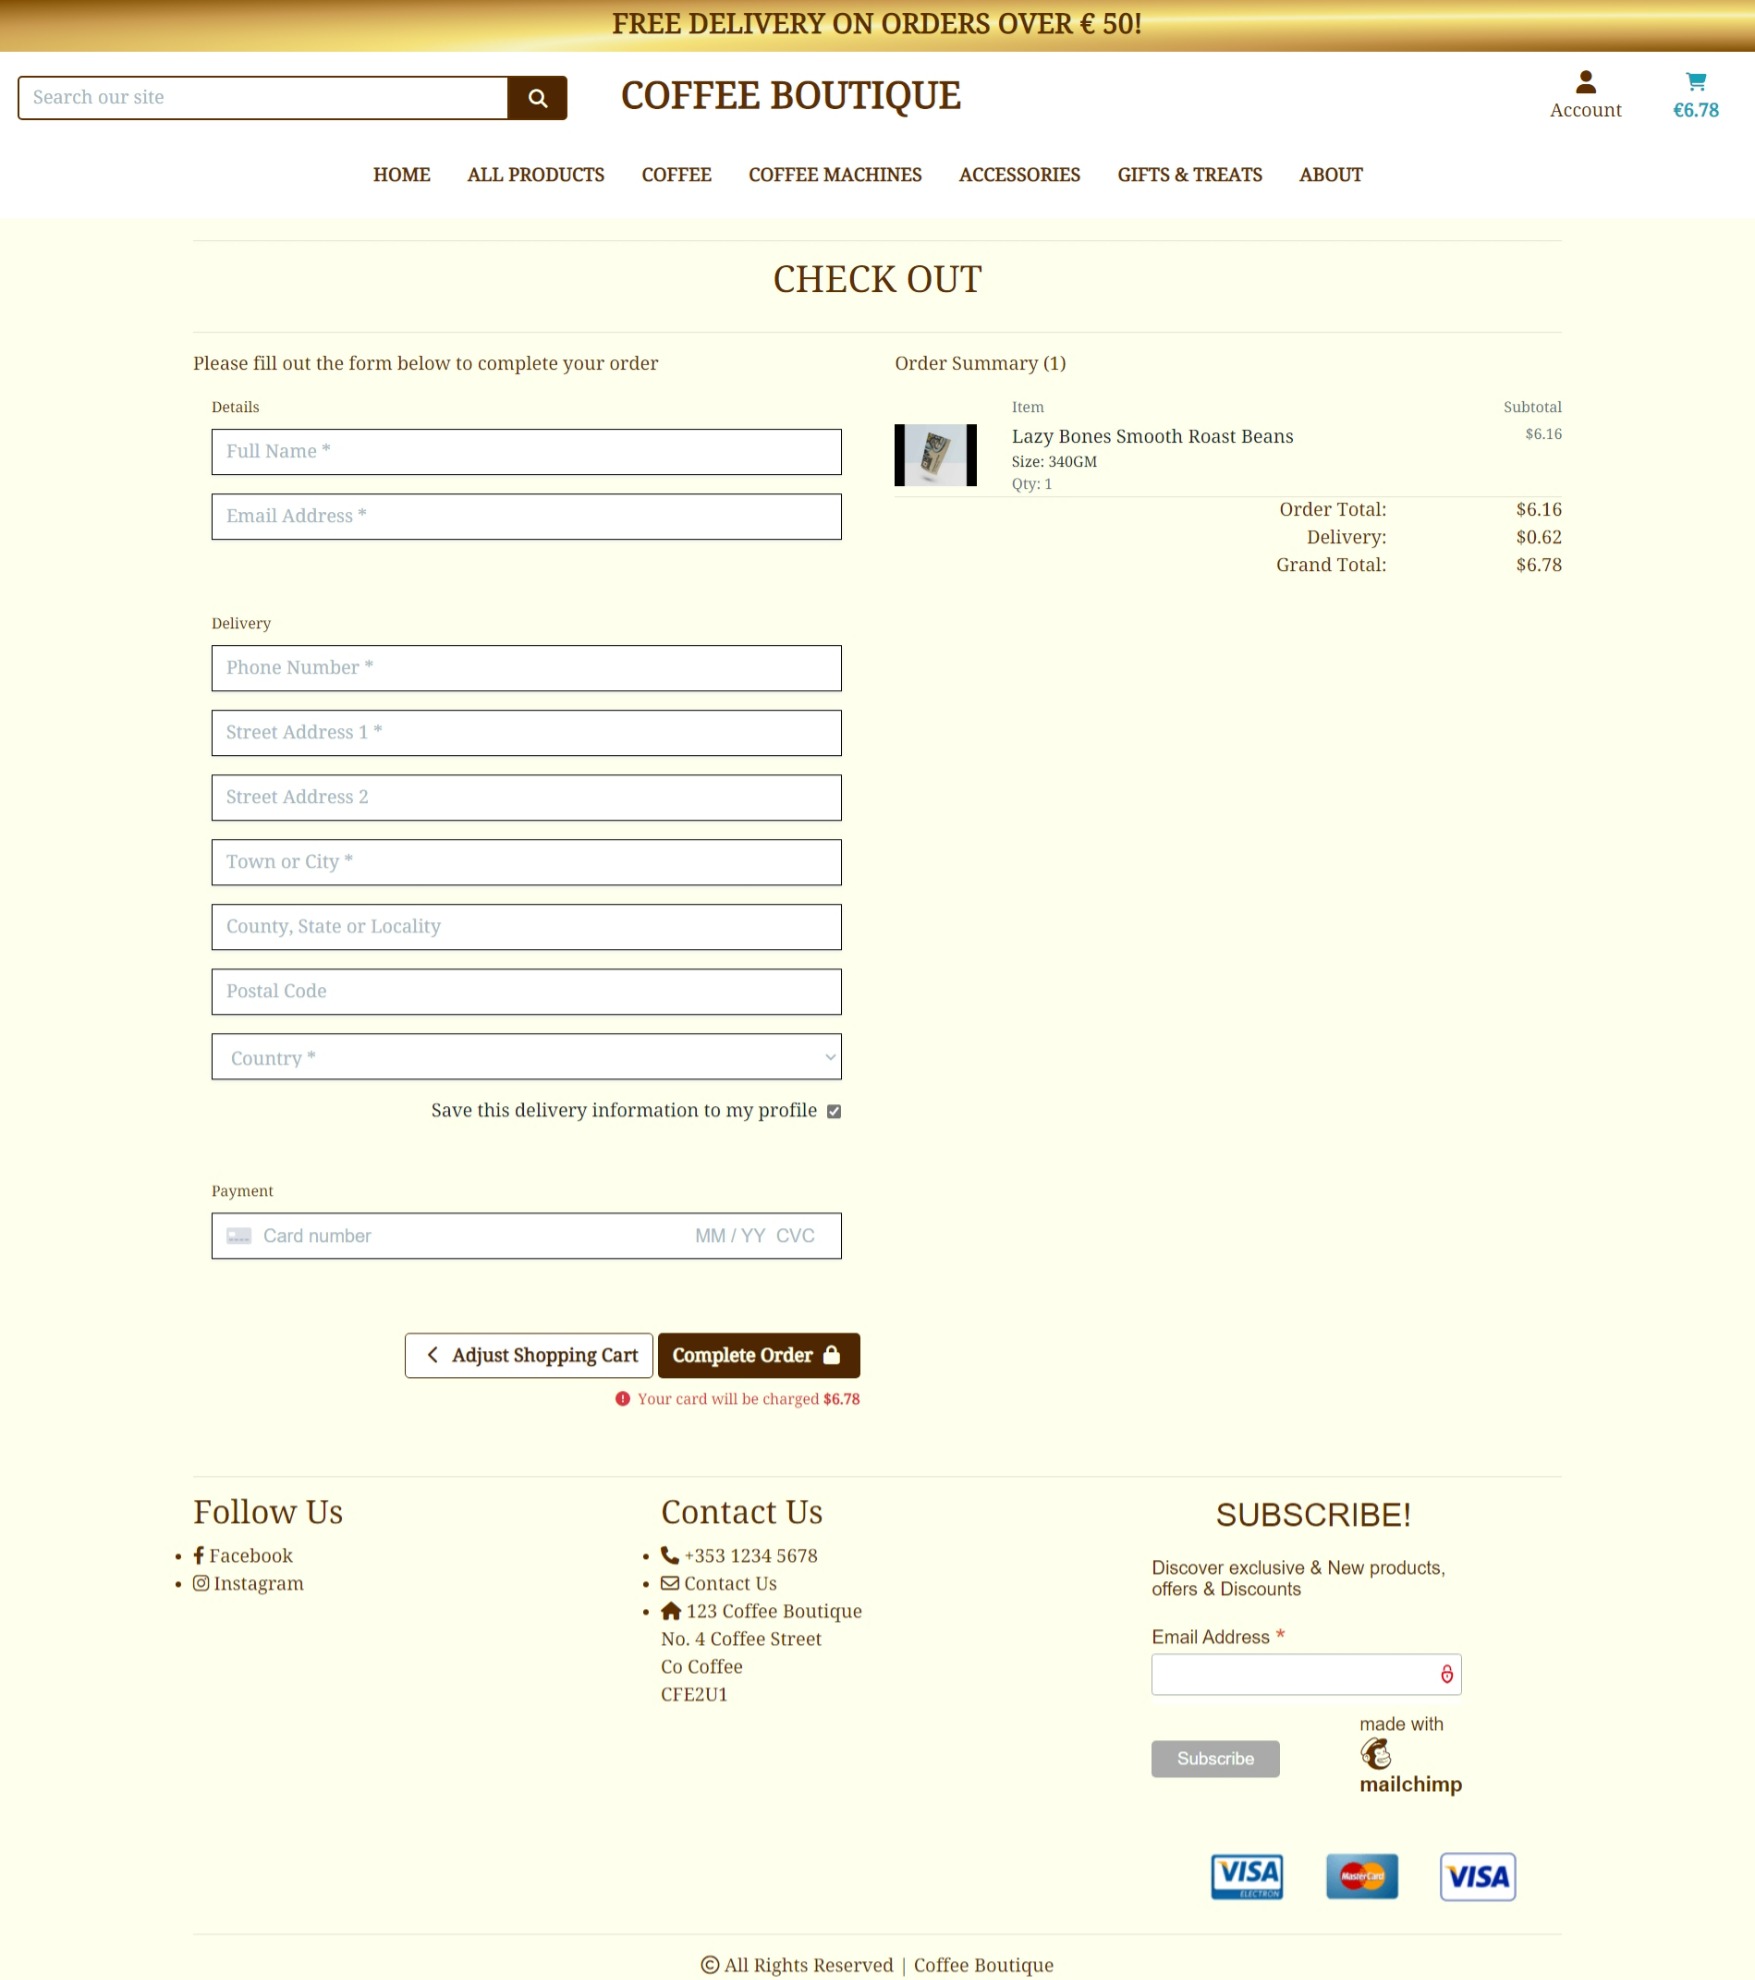 FREE DELIVERY ON ORDERS OVER € 50!
Search our site
COFFEE BOUTIQUE
Account
€6.78
HOME ALL PRODUCTS COFFEE COFFEE MACHINES ACCESSORIES GIFTS & TREATS ABOUT
CHECK OUT
Please fill out the form below to complete your order
Details
Full Name *
Email Address *
Delivery
Phone Number *
Street Address 1 *
Street Address 2
Town or City *
County, State or Locality
Postal Code
Country *
Save this delivery information to my profile
Payment
Card number MM / YY CVC
Adjust Shopping Cart Complete Order
Your card will be charged $6.78
Order Summary (1)
Item Subtotal
Lazy Bones Smooth Roast Beans $6.16
Size: 340GM
Qty: 1
Order Total: $6.16
Delivery: $0.62
Grand Total: $6.78
Follow Us
Facebook
Instagram
Contact Us
+353 1234 5678
Contact Us
123 Coffee Boutique
No. 4 Coffee Street
Co Coffee
CFE2U1
SUBSCRIBE!
Discover exclusive & New products,
offers & Discounts
Email Address *
Subscribe
made with
mailchimp
VISA
ELECTRON
MasterCard
VISA
© All Rights Reserved | Coffee Boutique